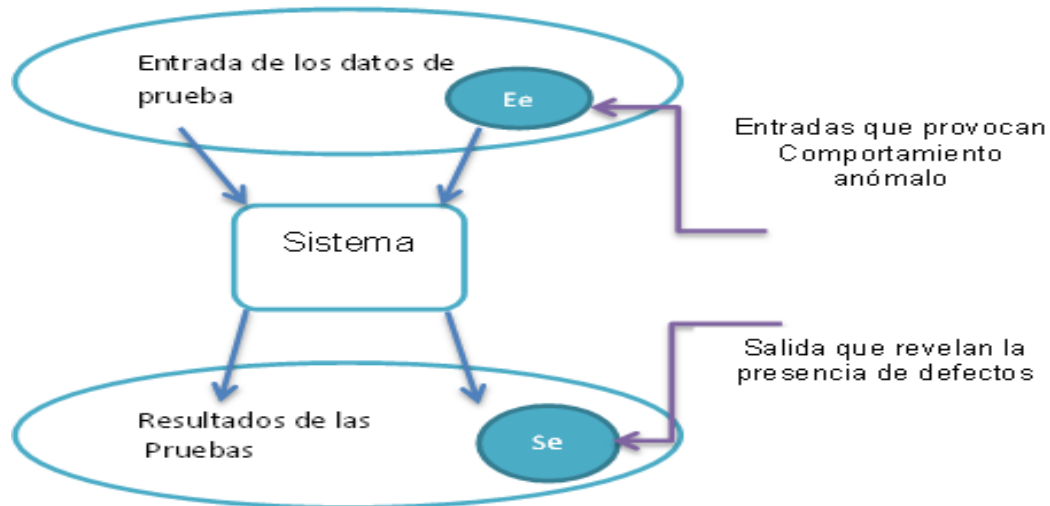 Entrada de los datos de
prueba
Ee
Entradas que provocan
Comportamiento
anómalo
Sistema
Salida que revelan la
presencia de defectos
Resultados de las
Pruebas
Se